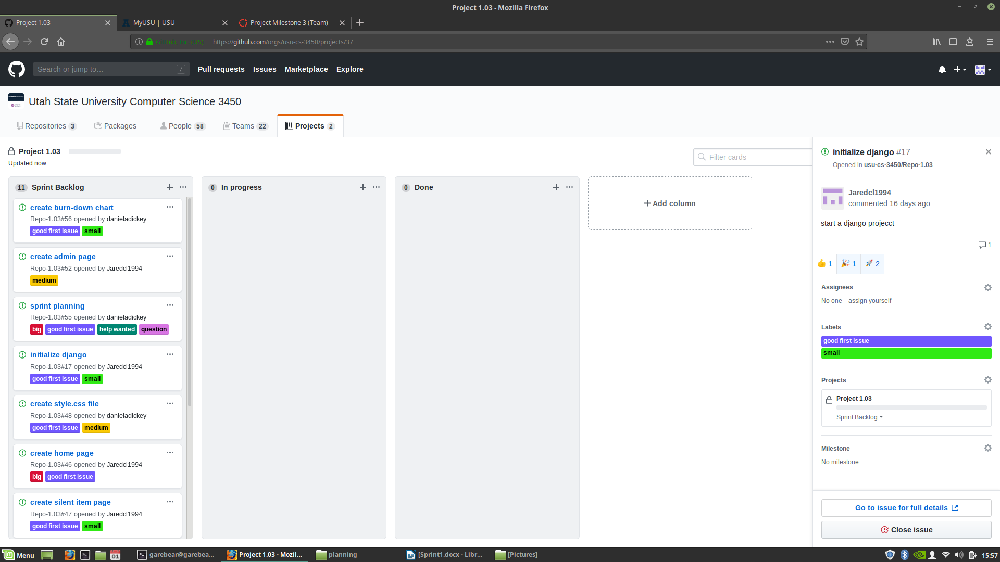 Project 1.03 - Mozilla Firefox
Project 1.03
MyUSU | USU
Project Milestone 3 (Team)
GitHub, Inc. (US)
https://github.com/orgs/usu-cs-3450/projects/37
Search or jump to…
/
Pull requests
Issues
Marketplace
Explore
Utah State University Computer Science 3450
Repositories 3
Packages
People 58
Teams 22
Projects 2
Project 1.03
Updated now
Filter cards
11 Sprint Backlog
create burn-down chart
Repo-1.03#56 opened by danieladickey
good first issue small
create admin page
Repo-1.03#52 opened by Jaredcl1994
medium
sprint planning
Repo-1.03#55 opened by danieladickey
big good first issue help wanted question
initialize django
Repo-1.03#17 opened by Jaredcl1994
good first issue small
create style.css file
Repo-1.03#48 opened by danieladickey
good first issue medium
create home page
Repo-1.03#46 opened by Jaredcl1994
big good first issue
create silent item page
Repo-1.03#47 opened by Jaredcl1994
good first issue small
0 In progress
0 Done
Add column
initialize django #17
Opened in usu-cs-3450/Repo-1.03
Jaredcl1994
commented 16 days ago
start a django projecct
1
👍 1
🎉 1
🚀 2
Assignees
No one—assign yourself
Labels
good first issue
small
Projects
Project 1.03
Sprint Backlog
Milestone
No milestone
Go to issue for full details
Close issue
Menu
01
garebear@garebea...
Project 1.03 - Mozil...
planning
[Sprint1.docx - Libr...
[Pictures]
15:57